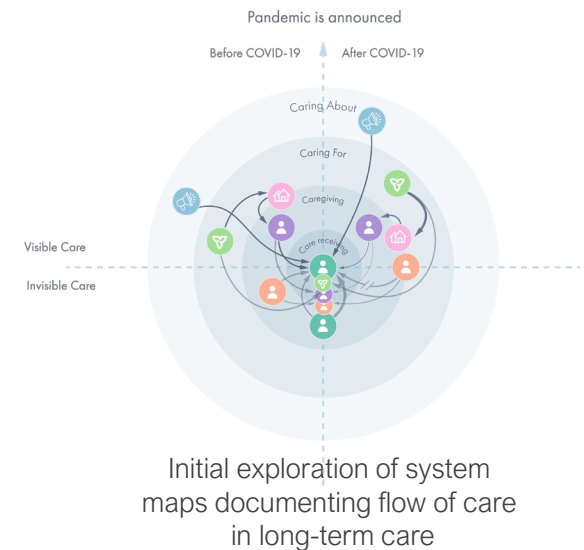 Pandemic is announced
Before COVID-19
After COVID-19
Caring About
Caring For
Caregiving
Care receiving
Visible Care
Invisible Care
Initial exploration of system
maps documenting flow of care
in long-term care